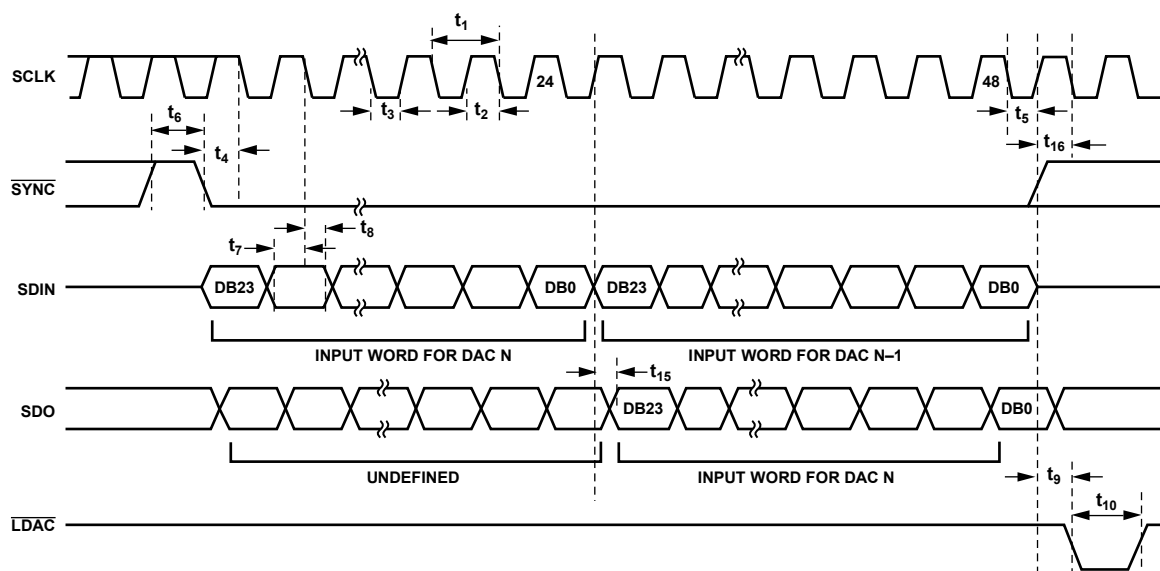 t1
SCLK
24
48
t3
t2
t5
t6
t4
t16
SYNC
t7
t8
SDIN
DB23
DB0
DB23
DB0
INPUT WORD FOR DAC N
INPUT WORD FOR DAC N–1
t15
SDO
DB23
DB0
UNDEFINED
INPUT WORD FOR DAC N
t9
t10
LDAC